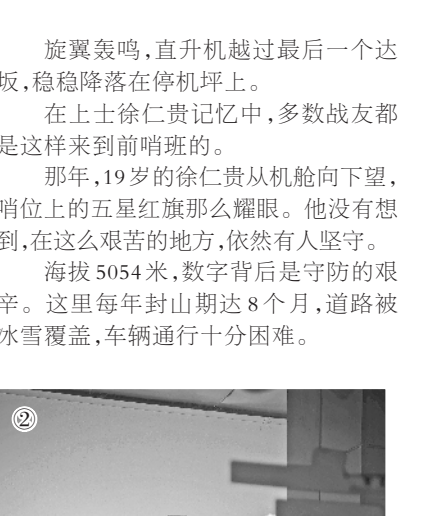 旋翼轰鸣,直升机越过最后一个达
坂,稳稳降落在停机坪上。
在上士徐仁贵记忆中,多数战友都
是这样来到前哨班的。
那年,19岁的徐仁贵从机舱向下望,
哨位上的五星红旗那么耀眼。他没有想
到,在这么艰苦的地方,依然有人坚守。
海拔5054米,数字背后是守防的艰
辛。这里每年封山期达8个月,道路被
冰雪覆盖,车辆通行十分困难。
②